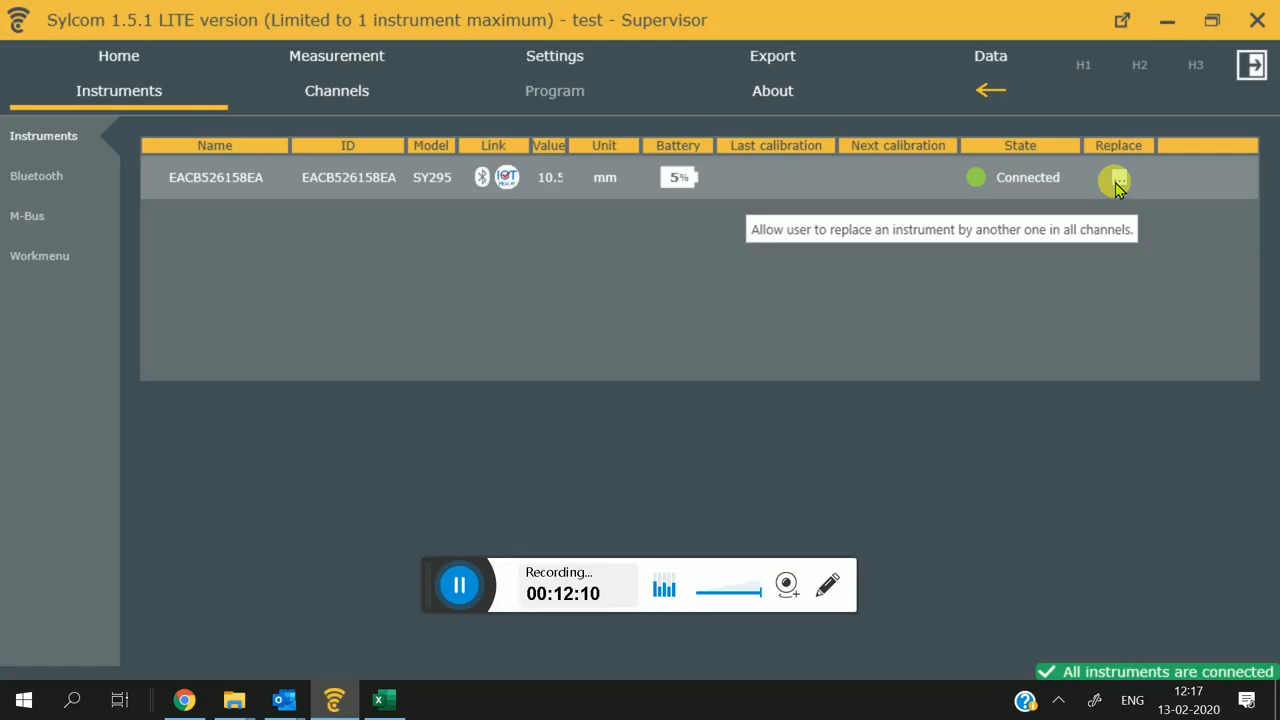 Sylcom 1.5.1 LITE version (Limited to 1 instrument maximum) - test - Supervisor
Home Measurement Settings Export Data H1 H2 H3
Instruments Channels Program About
Instruments
Bluetooth
M-Bus
Workmenu
Name ID Model Link Value Unit Battery Last calibration Next calibration State Replace
EACB526158EA EACB526158EA SY295 IOT READY 10.5 mm 5% Connected ...
Allow user to replace an instrument by another one in all channels.
Recording...
00:12:10
All instruments are connected
ENG 12:17
13-02-2020